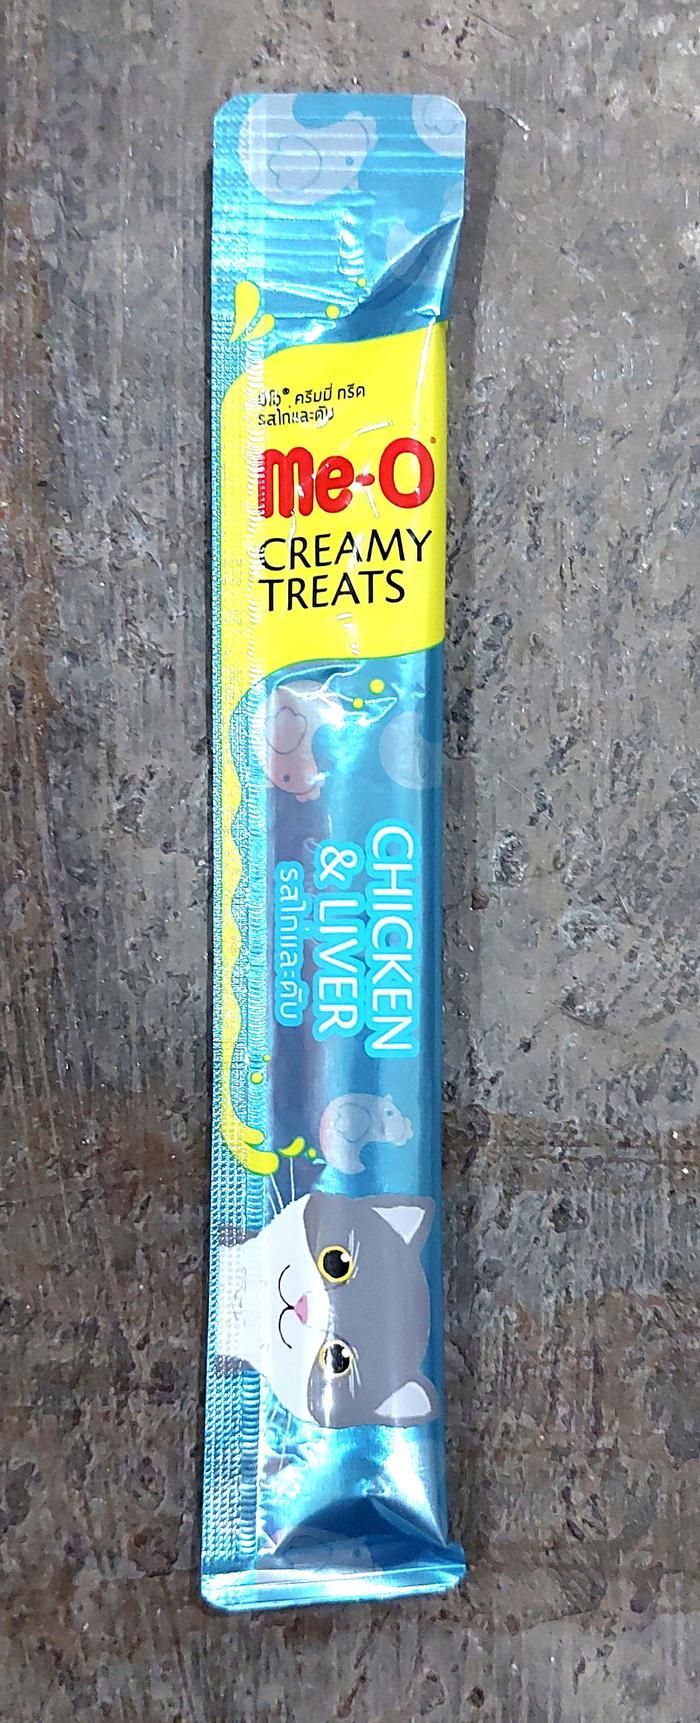 มีโอ® ครีมมี่ ทรีต
รสไก่และตับ
Me-O
CREAMY
TREATS
CHICKEN
& LIVER
รสไก่และตับ